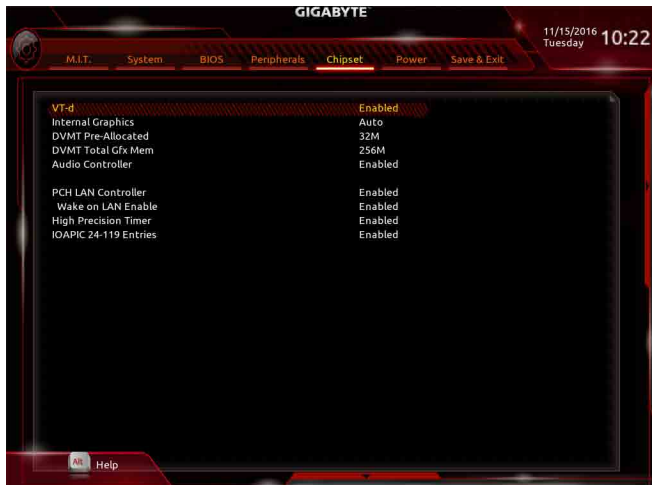 GIGABYTE
11/15/2016 Tuesday 10:22
M.I.T. System BIOS Peripherals Chipset Power Save & Exit
VT-d Enabled
Internal Graphics Auto
DVMT Pre-Allocated 32M
DVMT Total Gfx Mem 256M
Audio Controller Enabled
PCH LAN Controller Enabled
Wake on LAN Enable Enabled
High Precision Timer Enabled
IOAPIC 24-119 Entries Enabled
Alt Help